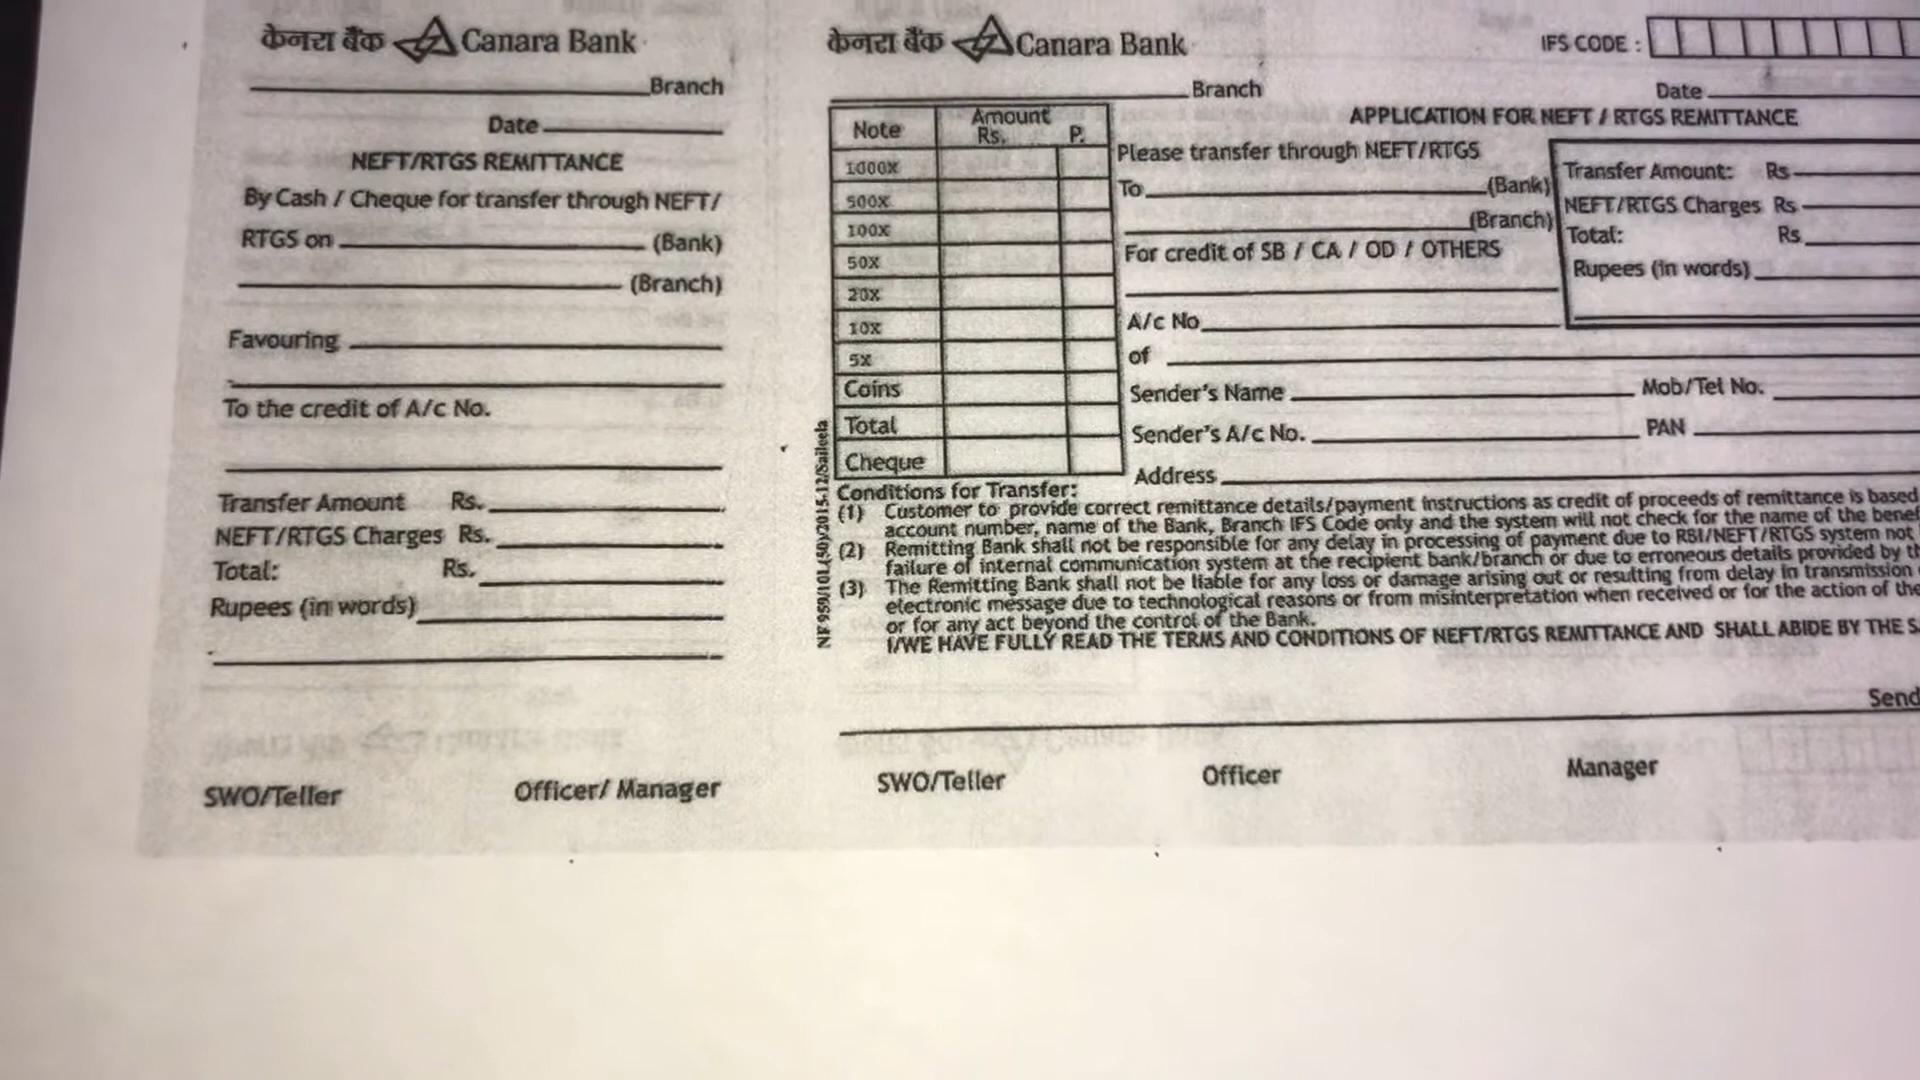 केनरा बैंक Canara Bank
Branch
Date
NEFT/RTGS REMITTANCE
By Cash / Cheque for transfer through NEFT/
RTGS on (Bank)
(Branch)
Favouring
To the credit of A/c No.
Transfer Amount Rs.
NEFT/RTGS Charges Rs.
Total: Rs.
Rupees (in words)
SWO/Teller Officer/ Manager
केनरा बैंक Canara Bank
IFS CODE :
Branch
Date
APPLICATION FOR NEFT / RTGS REMITTANCE
Note Amount
Rs. P.
1000X
500X
100X
50X
20X
10X
5X
Coins
Total
Cheque
Please transfer through NEFT/RTGS
To (Bank)
(Branch)
For credit of SB / CA / OD / OTHERS
A/c No
of
Transfer Amount: Rs
NEFT/RTGS Charges Rs
Total: Rs
Rupees (in words)
Sender's Name Mob/Tel No.
Sender's A/c No. PAN
Address
NF 959/10L(50)/2015-12/Saileela
Conditions for Transfer:
(1) Customer to provide correct remittance details/payment instructions as credit of proceeds of remittance is based
account number, name of the Bank, Branch IFS Code only and the system will not check for the name of the benef
(2) Remitting Bank shall not be responsible for any delay in processing of payment due to RBI/NEFT/RTGS system not
failure of internal communication system at the recipient bank/branch or due to erroneous details provided by th
(3) The Remitting Bank shall not be liable for any loss or damage arising out or resulting from delay in transmission
electronic message due to technological reasons or from misinterpretation when received or for the action of the
or for any act beyond the control of the Bank.
I/WE HAVE FULLY READ THE TERMS AND CONDITIONS OF NEFT/RTGS REMITTANCE AND SHALL ABIDE BY THE S
Send
SWO/Teller Officer Manager